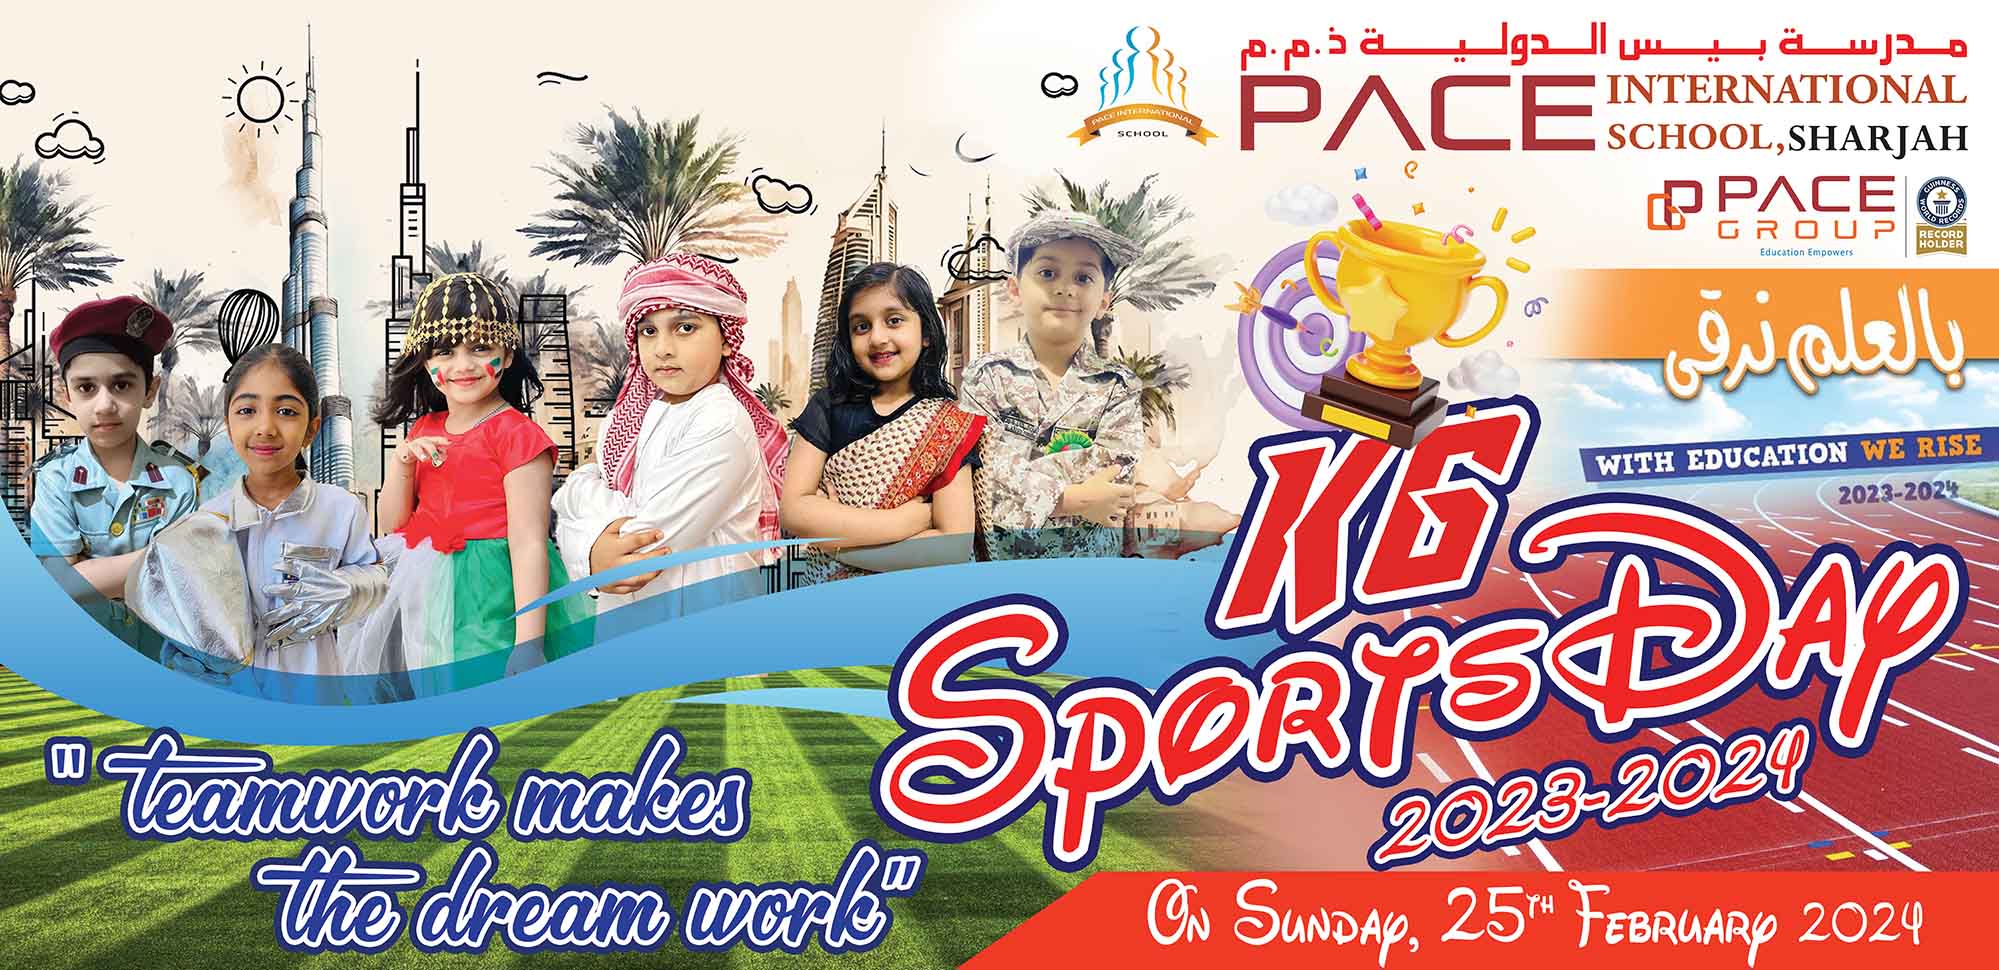 مدرسة بيس الدولية ذ.م.م
PACE INTERNATIONAL
SCHOOL, SHARJAH
PACE INTERNATIONAL
SCHOOL
PACE
GROUP
Education Empowers
GUINNESS
WORLD RECORDS
RECORD
HOLDER
بالعلم نرقى
WITH EDUCATION WE RISE
2023-2024
KG
SPORTS DAY
2023-2024
"teamwork makes
the dream work"
ON SUNDAY, 25TH FEBRUARY 2024